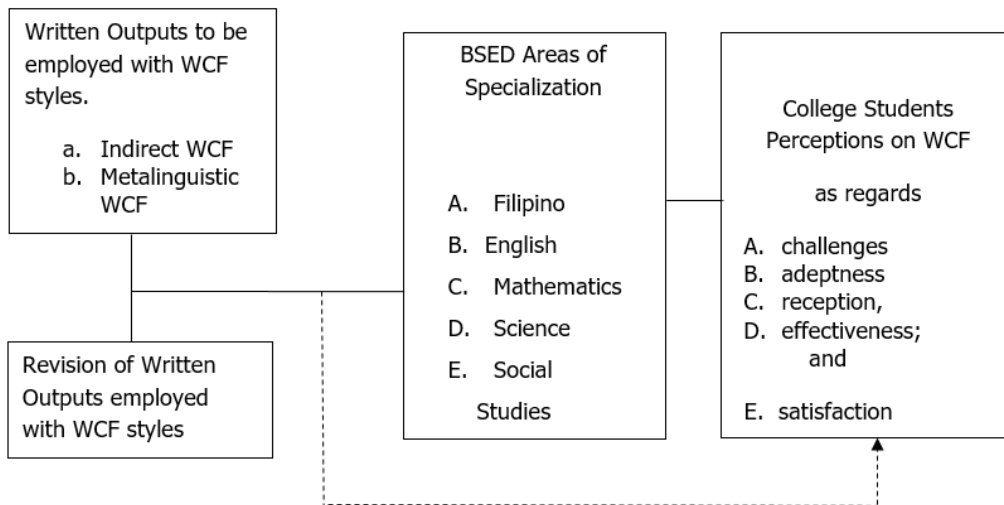 Written Outputs to be
employed with WCF
styles.
a. Indirect WCF
b. Metalinguistic
WCF
Revision of Written
Outputs employed
with WCF styles
BSED Areas of
Specialization
A. Filipino
B. English
C. Mathematics
D. Science
E. Social
Studies
College Students
Perceptions on WCF
as regards
A. challenges
B. adeptness
C. reception,
D. effectiveness;
and
E. satisfaction